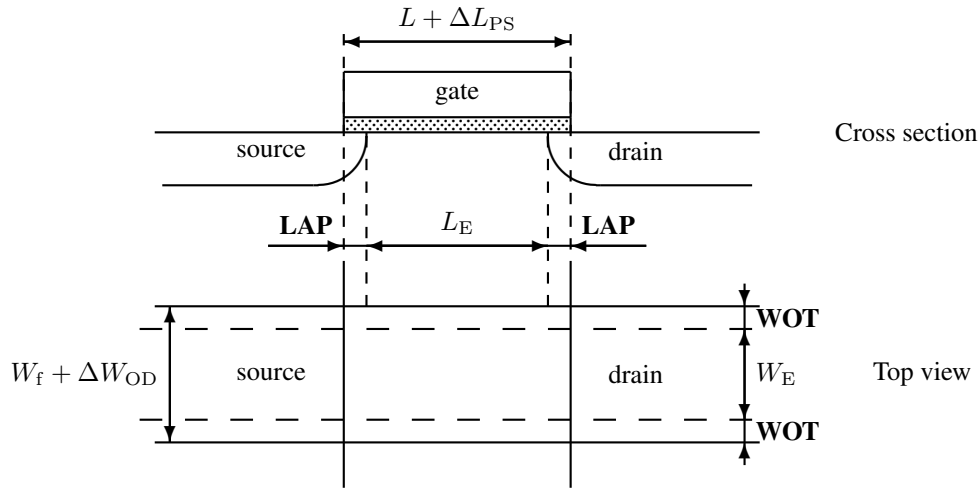 L + ΔL_PS
gate
source drain Cross section
LAP L_E LAP
WOT
W_f + ΔW_OD source drain W_E Top view
WOT